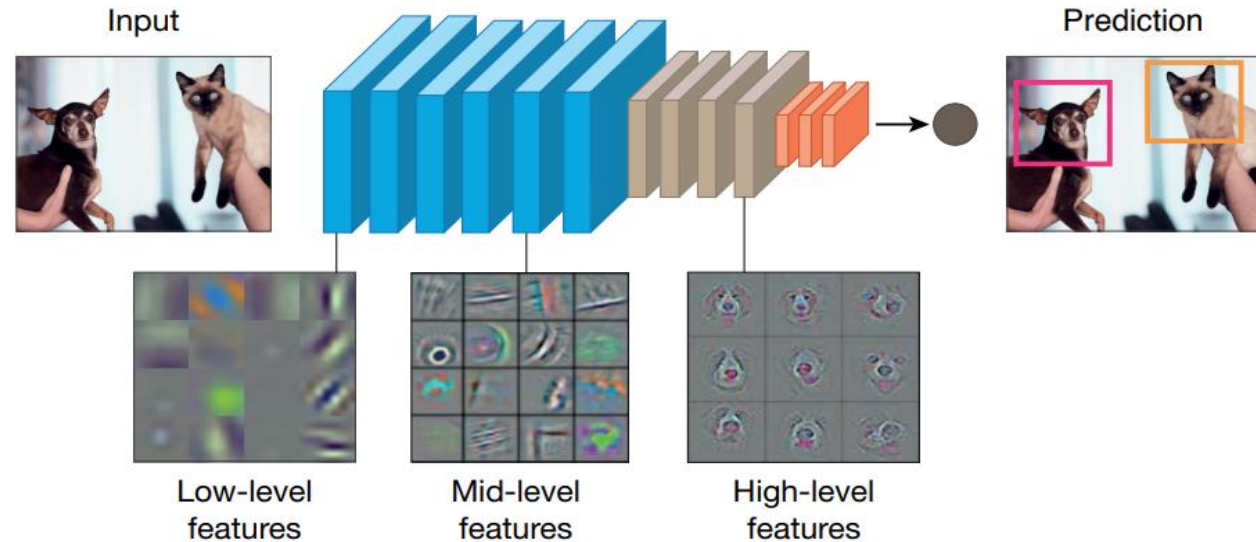 Input
Prediction
Low-level
features
Mid-level
features
High-level
features